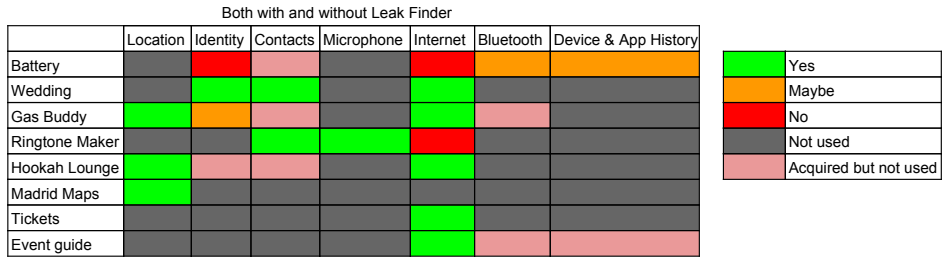 Both with and without Leak Finder
Location Identity Contacts Microphone Internet Bluetooth Device & App History
Battery Yes
Wedding Maybe
Gas Buddy No
Ringtone Maker Not used
Hookah Lounge Acquired but not used
Madrid Maps
Tickets
Event guide